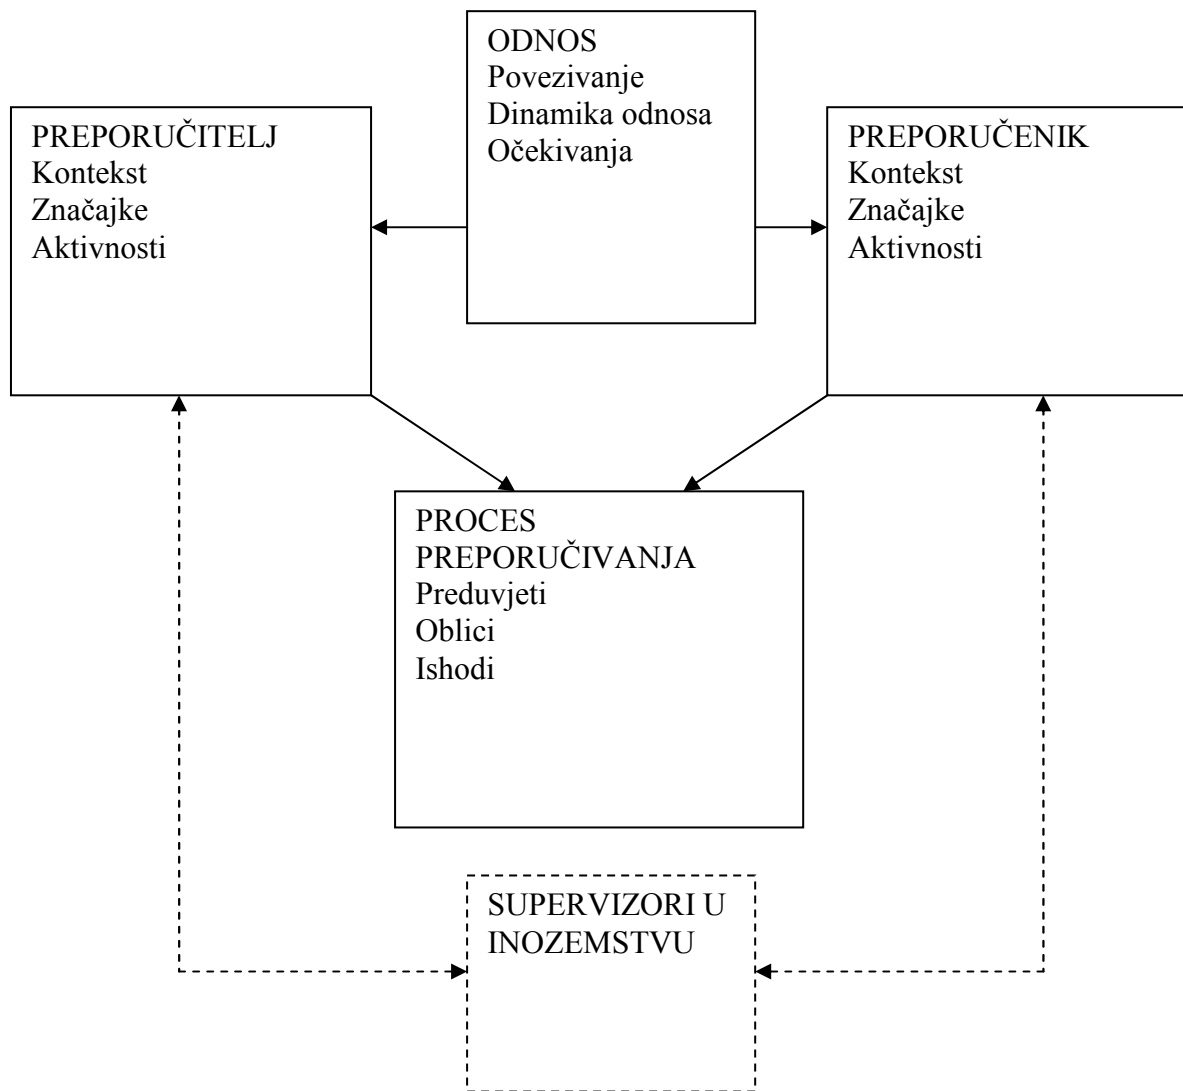 ODNOS
Povezivanje
Dinamika odnosa
Očekivanja
PREPORUČITELJ
Kontekst
Značajke
Aktivnosti
PREPORUČENIK
Kontekst
Značajke
Aktivnosti
PROCES
PREPORUČIVANJA
Preduvjeti
Oblici
Ishodi
SUPERVIZORI U
INOZEMSTVU